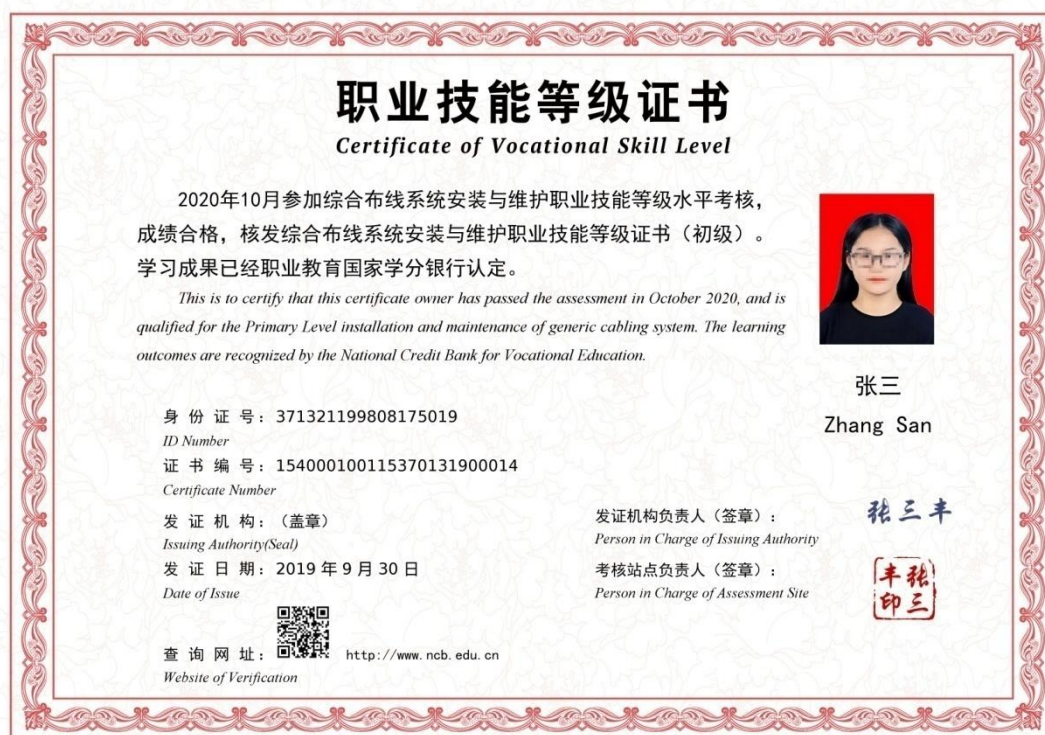 职业技能等级证书
Certificate of Vocational Skill Level
2020年10月参加综合布线系统安装与维护职业技能等级水平考核，
成绩合格，核发综合布线系统安装与维护职业技能等级证书（初级）。
学习成果已经职业教育国家学分银行认定。
This is to certify that this certificate owner has passed the assessment in October 2020, and is
qualified for the Primary Level installation and maintenance of generic cabling system. The learning
outcomes are recognized by the National Credit Bank for Vocational Education.
张三
Zhang San
身份证号：371321199808175019
ID Number
证书编号：154000100115370131900014
Certificate Number
发证机构：（盖章）
Issuing Authority(Seal)
发证日期：2019年9月30日
Date of Issue
发证机构负责人（签章）：
张三丰
Person in Charge of Issuing Authority
考核站点负责人（签章）：
张三丰印
Person in Charge of Assessment Site
查询网址：
http://www.ncb.edu.cn
Website of Verification